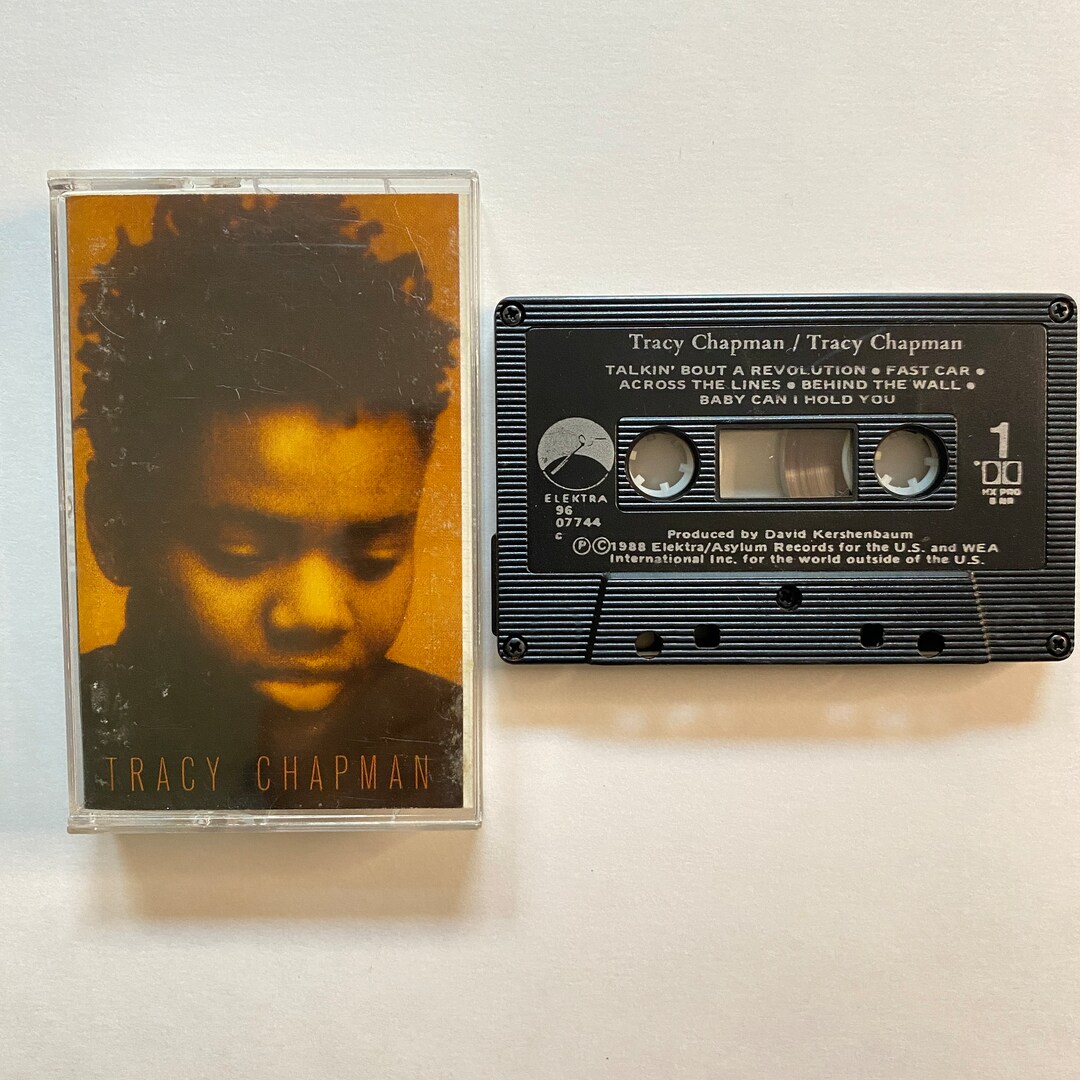 TRACY CHAPMAN
Tracy Chapman / Tracy Chapman
TALKIN' BOUT A REVOLUTION • FAST CAR •
ACROSS THE LINES • BEHIND THE WALL •
BABY CAN I HOLD YOU
1
ELEKTRA
96
07744
HX PRO
Produced by David Kershenbaum
℗©1988 Elektra/Asylum Records for the U.S. and WEA
International Inc. for the world outside of the U.S.